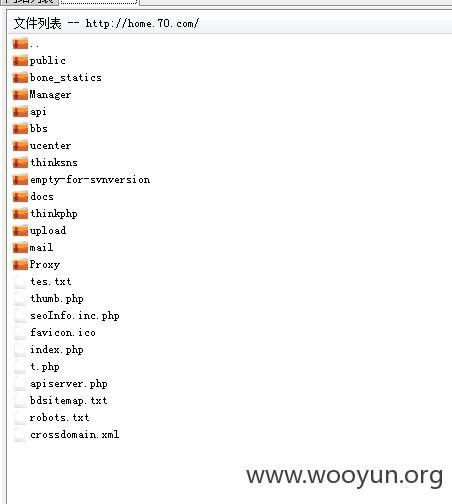 文件列表 -- http://home.70.com/
..
public
bone_statics
Manager
api
bbs
ucenter
thinksns
empty-for-svnversion
docs
thinkphp
upload
mail
Proxy
tes.txt
thumb.php
seoInfo.inc.php
favicon.ico
index.php
t.php
apiserver.php
bdsitemap.txt
robots.txt
crossdomain.xml
www.wooyun.org